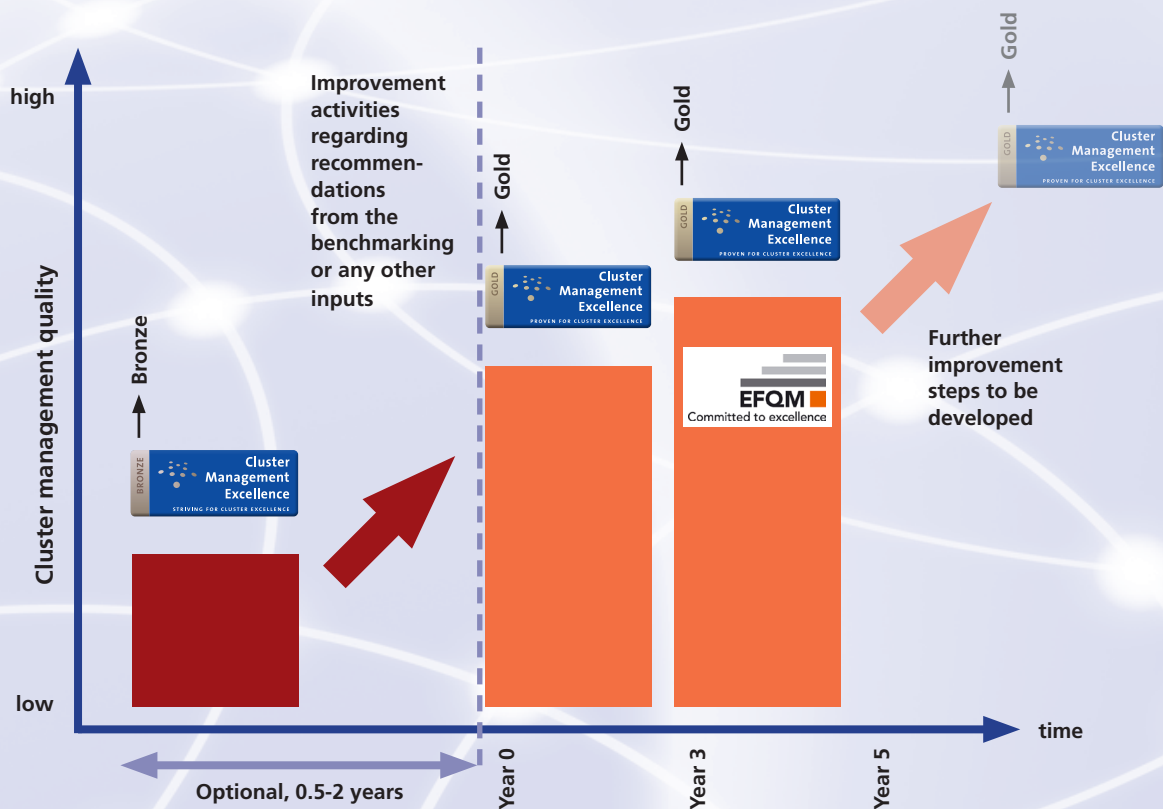 high
Cluster management quality
low
Bronze
BRONZE
Cluster
Management
Excellence
STRIVING FOR CLUSTER EXCELLENCE
Improvement
activities
regarding
recommen-
dations
from the
benchmarking
or any other
inputs
Gold
GOLD
Cluster
Management
Excellence
PROVEN FOR CLUSTER EXCELLENCE
Gold
GOLD
Cluster
Management
Excellence
PROVEN FOR CLUSTER EXCELLENCE
EFQM
Committed to excellence
Gold
GOLD
Cluster
Management
Excellence
PROVEN FOR CLUSTER EXCELLENCE
Further
improvement
steps to be
developed
time
Optional, 0.5-2 years
Year 0
Year 3
Year 5